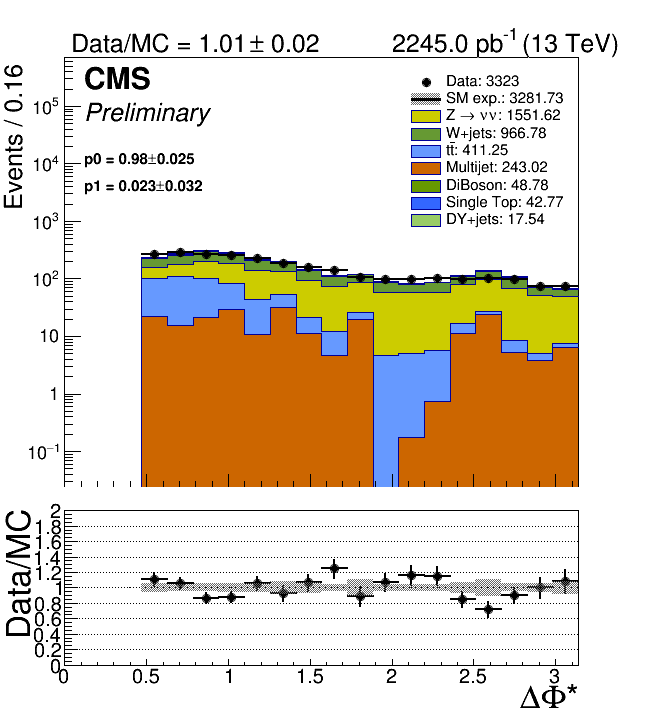 Data/MC = 1.01± 0.02 2245.0 pb⁻¹ (13 TeV)
CMS
Preliminary
p0 = 0.98±0.025
p1 = 0.023±0.032
Data: 3323
SM exp.: 3281.73
Z → νν: 1551.62
W+jets: 966.78
tt̄: 411.25
Multijet: 243.02
DiBoson: 48.78
Single Top: 42.77
DY+jets: 17.54
Events / 0.16
10⁵
10⁴
10³
10²
10
1
10⁻¹
Data/MC
2
1.8
1.6
1.4
1.2
1
0.8
0.6
0.4
0.2
0
0 0.5 1 1.5 2 2.5 3
ΔΦ*